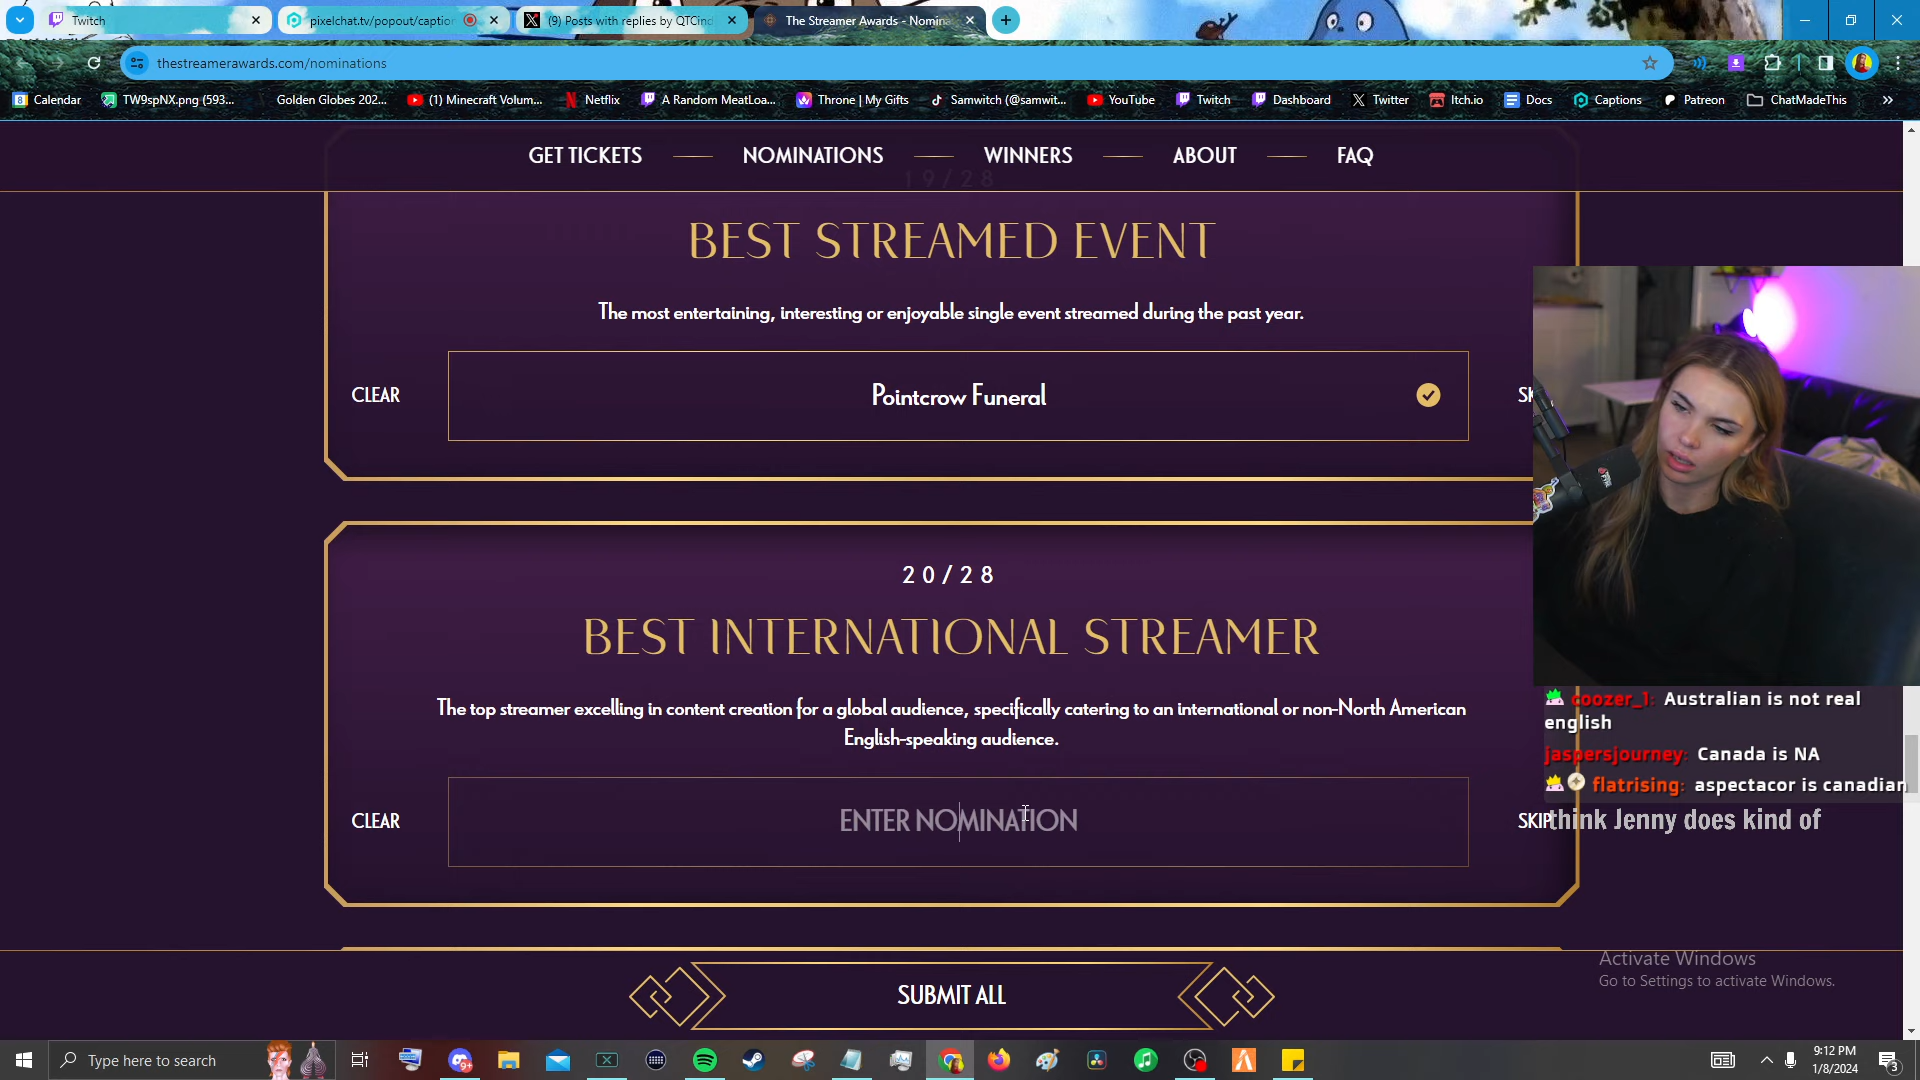 Twitch
pixelchat.tv/popout/caption
(9) Posts with replies by QTCind
The Streamer Awards - Nomin
thestreamerawards.com/nominations
Calendar
TW9spNX.png (593...
Golden Globes 202...
(1) Minecraft Volum...
Netflix
A Random MeatLoa...
Throne | My Gifts
Samwitch (@samwit...
YouTube
Twitch
Dashboard
Twitter
Itch.io
Docs
Captions
Patreon
ChatMadeThis
GET TICKETS
NOMINATIONS
WINNERS
ABOUT
FAQ
19/28
BEST STREAMED EVENT
The most entertaining, interesting or enjoyable single event streamed during the past year.
CLEAR
Pointcrow Funeral
20/28
BEST INTERNATIONAL STREAMER
The top streamer excelling in content creation for a global audience, specifically catering to an international or non-North American
English-speaking audience.
CLEAR
ENTER NOMINATION
SKIP
coozer_1: Australian is not real
english
jaspersjourney: Canada is NA
flatrising: aspectacor is canadian
think Jenny does kind of
SUBMIT ALL
Activate Windows
Go to Settings to activate Windows.
Type here to search
9:12 PM
1/8/2024